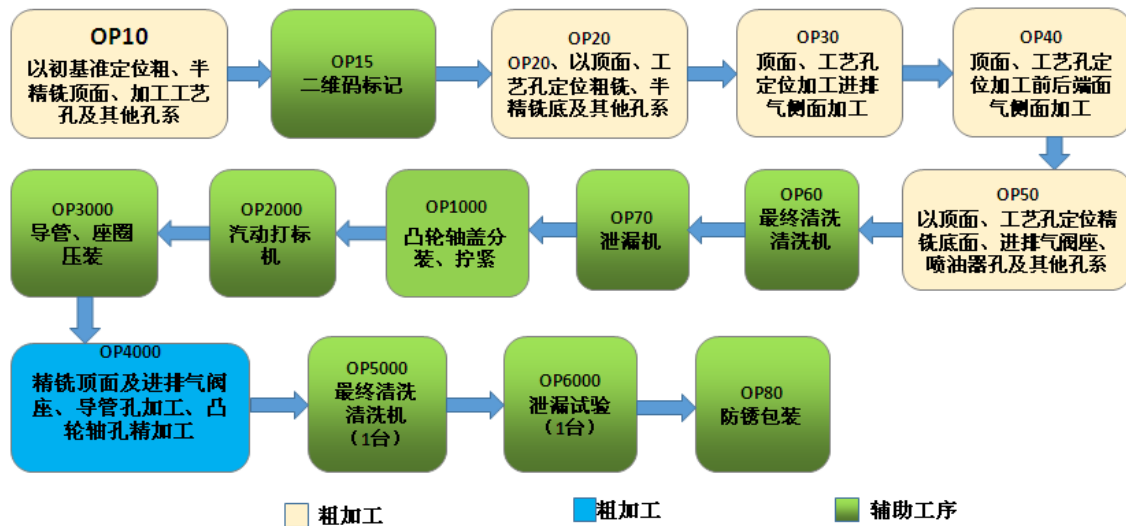 OP10
以初基准定位粗、半
精铣顶面、加工工艺
孔及其他孔系
OP15
二维码标记
OP20
OP20、以顶面、工
艺孔定位粗铣、半
精铣底及其他孔系
OP30
顶面、工艺孔
定位加工进排
气侧面加工
OP40
顶面、工艺孔定
位加工前后端面
气侧面加工
OP3000
导管、座圈
压装
OP2000
汽动打标
机
OP1000
凸轮轴盖分
装、拧紧
OP70
泄漏机
OP60
最终清洗
清洗机
OP50
以顶面、工艺孔定位精
铣底面、进排气阀座、
喷油器孔及其他孔系
OP4000
精铣顶面及进排气阀
座、导管孔加工、凸
轮轴孔精加工
OP5000
最终清洗
清洗机
（1台）
OP6000
泄漏试验
（1台）
OP80
防锈包装
粗加工
粗加工
辅助工序